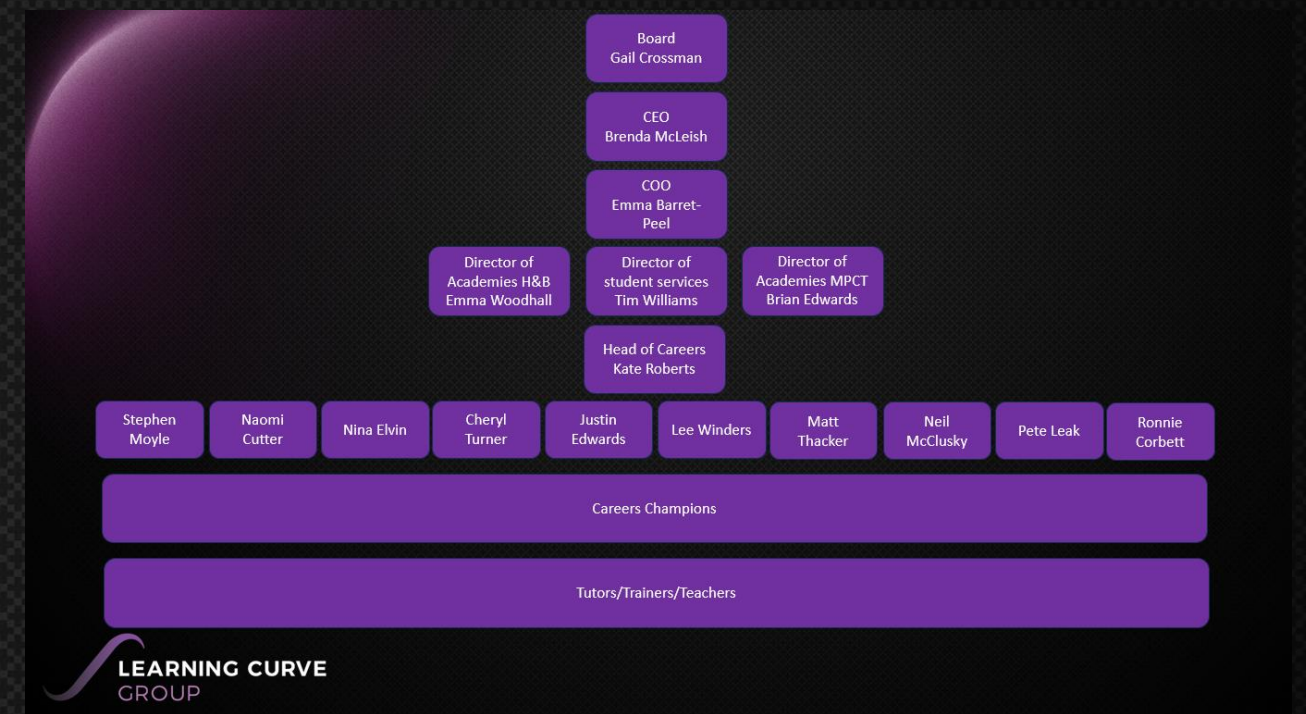 Board
Gail Crossman
CEO
Brenda McLeish
COO
Emma Barret-
Peel
Director of
Academies H&B
Emma Woodhall
Director of
student services
Tim Williams
Director of
Academies MPCT
Brian Edwards
Head of Careers
Kate Roberts
Stephen
Moyle
Naomi
Cutter
Nina Elvin
Cheryl
Turner
Justin
Edwards
Lee Winders
Matt
Thacker
Neil
McClusky
Pete Leak
Ronnie
Corbett
Careers Champions
Tutors/Trainers/Teachers
LEARNING CURVE
GROUP